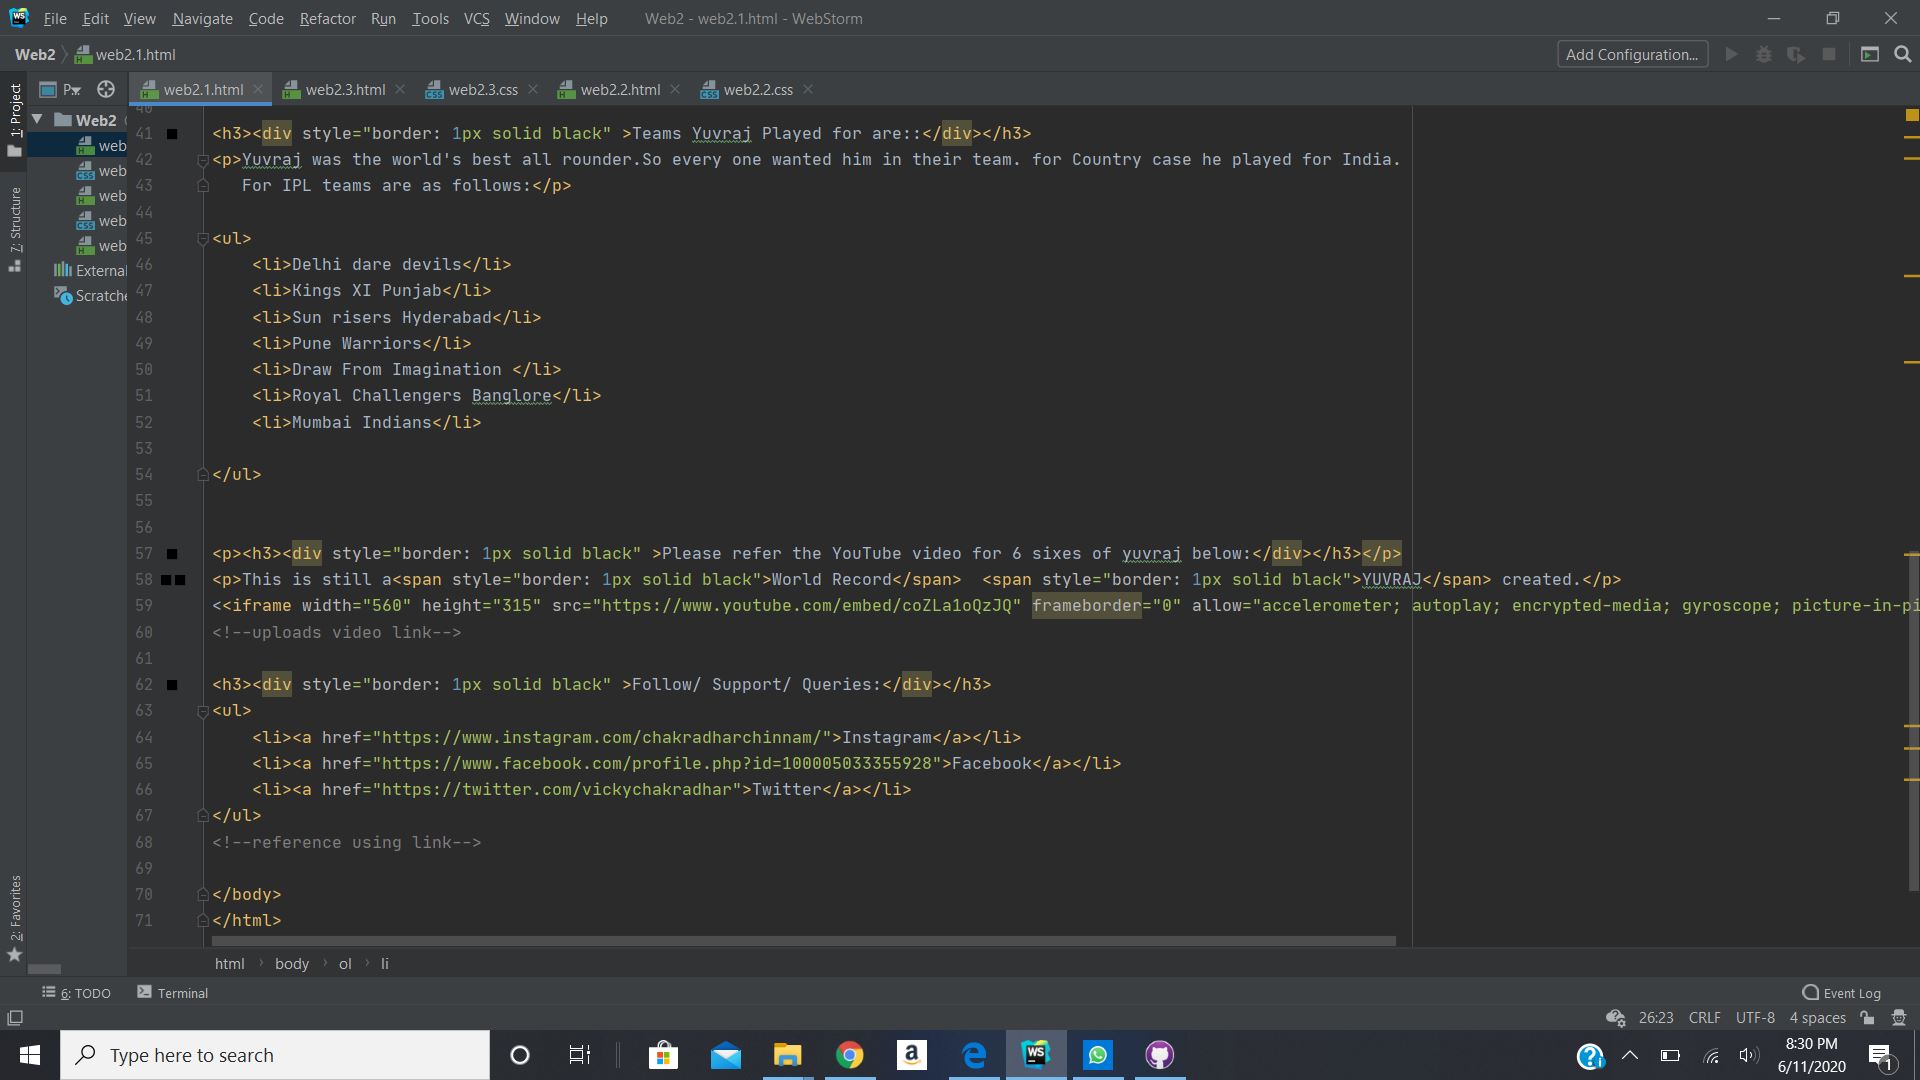 File Edit View Navigate Code Refactor Run Tools VCS Window Help Web2 - web2.1.html - WebStorm
Web2 web2.1.html Add Configuration...
1: Project P web2.1.html web2.3.html web2.3.css web2.2.html web2.2.css
Web2
web
web
web
web
web
External
Scratche
7: Structure
2: Favorites
40
41 <h3><div style="border: 1px solid black" >Teams Yuvraj Played for are::</div></h3>
42 <p>Yuvraj was the world's best all rounder.So every one wanted him in their team. for Country case he played for India.
43 For IPL teams are as follows:</p>
44
45 <ul>
46 <li>Delhi dare devils</li>
47 <li>Kings XI Punjab</li>
48 <li>Sun risers Hyderabad</li>
49 <li>Pune Warriors</li>
50 <li>Draw From Imagination </li>
51 <li>Royal Challengers Banglore</li>
52 <li>Mumbai Indians</li>
53
54 </ul>
55
56
57 <p><h3><div style="border: 1px solid black" >Please refer the YouTube video for 6 sixes of yuvraj below:</div></h3></p>
58 <p>This is still a<span style="border: 1px solid black">World Record</span>  <span style="border: 1px solid black">YUVRAJ</span> created.</p>
59 <<iframe width="560" height="315" src="https://www.youtube.com/embed/coZLa1oQzJQ" frameborder="0" allow="accelerometer; autoplay; encrypted-media; gyroscope; picture-in-pi
60 <!--uploads video link-->
61
62 <h3><div style="border: 1px solid black" >Follow/ Support/ Queries:</div></h3>
63 <ul>
64 <li><a href="https://www.instagram.com/chakradharchinnam/">Instagram</a></li>
65 <li><a href="https://www.facebook.com/profile.php?id=100005033355928">Facebook</a></li>
66 <li><a href="https://twitter.com/vickychakradhar">Twitter</a></li>
67 </ul>
68 <!--reference using link-->
69
70 </body>
71 </html>
html body ol li
6: TODO Terminal Event Log
26:23 CRLF UTF-8 4 spaces
Type here to search
8:30 PM
6/11/2020
1